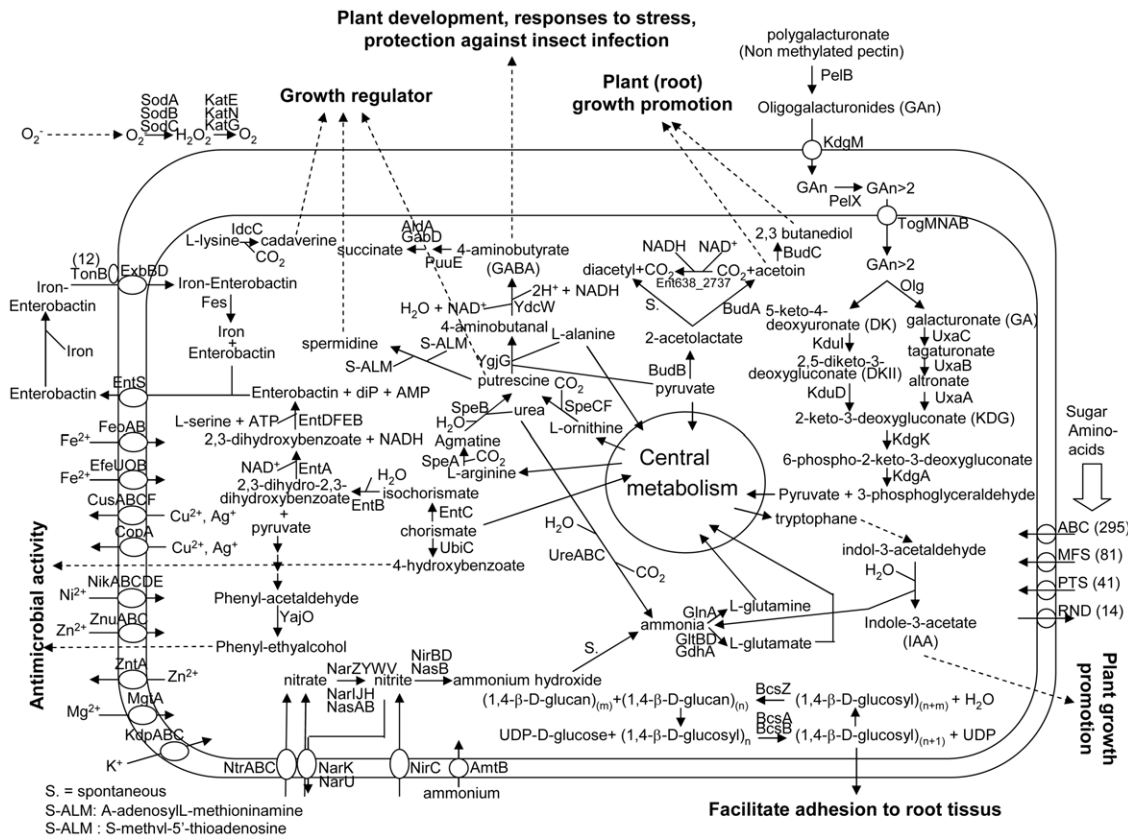 Plant development, responses to stress,
protection against insect infection
polygalacturonate
(Non methylated pectin)
PelB
Oligogalacturonides (GAn)
KdgM
GAn
GAn>2
PelX
TogMNAB
GAn>2
Olg
Growth regulator
Plant (root)
growth promotion
SodA
SodB
SodC
KatE
KatN
KatG
O₂⁻
O₂
H₂O₂
O₂
IdcC
L-lysine
cadaverine
CO₂
AldA
GabD
succinate
PuuE
4-aminobutyrate
(GABA)
2H⁺ + NADH
H₂O + NAD⁺
YdcW
4-aminobutanal
NADH
NAD⁺
diacetyl+CO₂
CO₂+acetoin
Ent638_2737
2,3 butanediol
BudC
S.
BudA
2-acetolactate
BudB
pyruvate
5-keto-4-
deoxyuronate (DK)
KduI
2,5-diketo-3-
deoxygluconate (DKII)
KduD
galacturonate (GA)
UxaC
tagaturonate
UxaB
altronate
UxaA
2-keto-3-deoxygluconate (KDG)
KdgK
6-phospho-2-keto-3-deoxygluconate
KdgA
Pyruvate + 3-phosphoglyceraldehyde
(12)
TonB
ExbBD
Iron-
Enterobactin
Iron-Enterobactin
Fes
Iron
+
Enterobactin
Iron
Enterobactin
EntS
Enterobactin + diP + AMP
L-serine + ATP
EntDFEB
2,3-dihydroxybenzoate + NADH
NAD⁺
EntA
2,3-dihydro-2,3-
dihydroxybenzoate
H₂O
EntB
isochorismate
EntC
chorismate
UbiC
4-hydroxybenzoate
+
pyruvate
Phenyl-acetaldehyde
YajO
Phenyl-ethyalcohol
spermidine
S-ALM
S-ALM
YgjG
L-alanine
putrescine
CO₂
SpeCF
L-ornithine
SpeB
H₂O
urea
Agmatine
SpeA
CO₂
L-arginine
Central
metabolism
tryptophane
indol-3-acetaldehyde
H₂O
Indole-3-acetate
(IAA)
H₂O
UreABC
CO₂
ammonia
GlnA
L-glutamine
GltBD
GdhA
L-glutamate
S.
Antimicrobial activity
FeoAB
Fe²⁺
EfeUOB
Fe²⁺
CusABCF
Cu²⁺, Ag⁺
CopA
Cu²⁺, Ag⁺
NikABCDE
Ni²⁺
ZnuABC
Zn²⁺
ZntA
Zn²⁺
MgtA
Mg²⁺
KdpABC
K⁺
Sugar
Amino-
acids
ABC (295)
MFS (81)
PTS (41)
RND (14)
Plant growth
promotion
nitrate
NarZYWV
NarIJH
NasAB
nitrite
NirBD
NasB
ammonium hydroxide
NtrABC
NarK
NarU
NirC
AmtB
ammonium
(1,4-β-D-glucan)₍ₘ₎+(1,4-β-D-glucan)₍ₙ₎
BcsZ
(1,4-β-D-glucosyl)₍ₙ₊ₘ₎ + H₂O
UDP-D-glucose+ (1,4-β-D-glucosyl)ₙ
BcsA
BcsB
(1,4-β-D-glucosyl)₍ₙ₊₁₎ + UDP
Facilitate adhesion to root tissus
S. = spontaneous
S-ALM: A-adenosylL-methioninamine
S-ALM : S-methyl-5'-thioadenosine